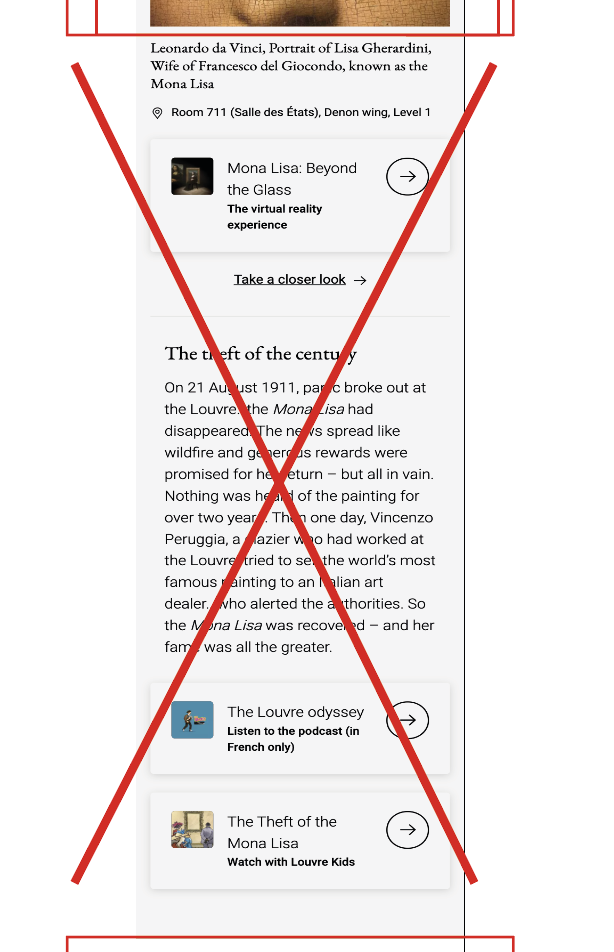 Leonardo da Vinci, Portrait of Lisa Gherardini,
Wife of Francesco del Giocondo, known as the
Mona Lisa
Room 711 (Salle des États), Denon wing, Level 1
Mona Lisa: Beyond
the Glass
The virtual reality
experience
Take a closer look
The theft of the century
On 21 August 1911, panic broke out at
the Louvre: the Mona Lisa had
disappeared! The news spread like
wildfire and generous rewards were
promised for her return – but all in vain.
Nothing was heard of the painting for
over two years. Then one day, Vincenzo
Peruggia, a glazier who had worked at
the Louvre, tried to sell the world’s most
famous painting to an Italian art
dealer... who alerted the authorities. So
the Mona Lisa was recovered – and her
fame was all the greater.
The Louvre odyssey
Listen to the podcast (in
French only)
The Theft of the
Mona Lisa
Watch with Louvre Kids